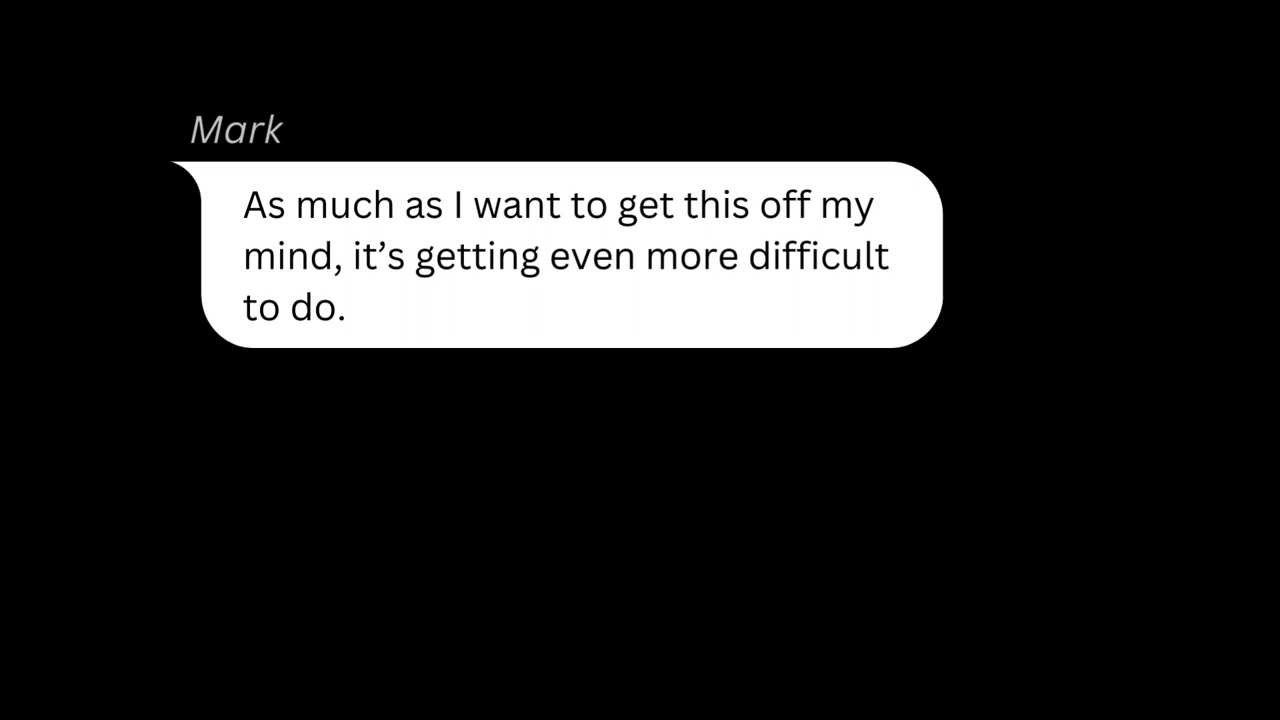 Mark
As much as I want to get this off my
mind, it’s getting even more difficult
to do.